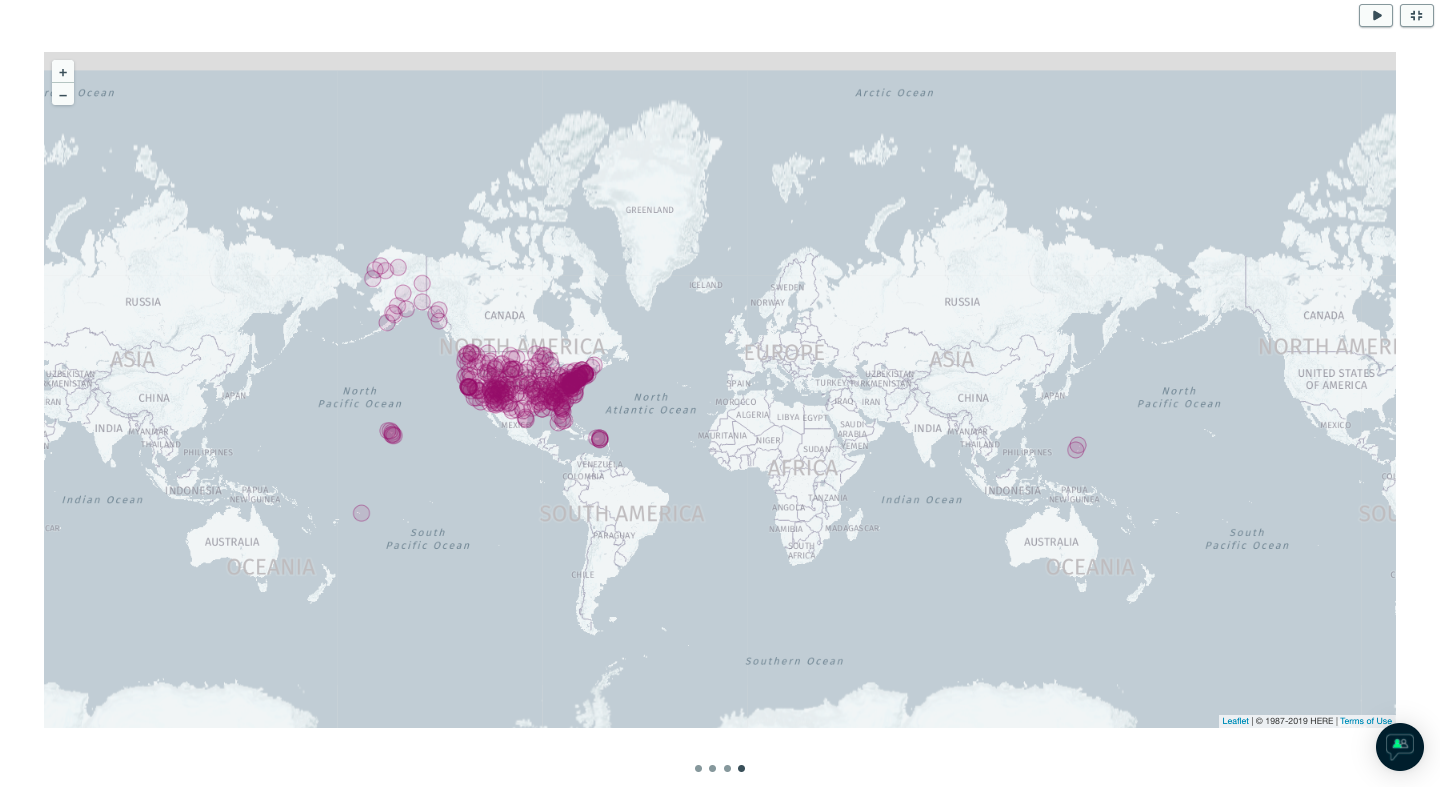 +
−
Ocean
Arctic Ocean
GREENLAND
ICELAND
SWEDEN
NORWAY
RUSSIA
CANADA
RUSSIA
CANADA
NORTH AMERICA
NORTH AMERI
ASIA
EUROPE
ASIA
UZBEKISTAN
KMENISTAN
SPAIN
TURKEY
UZBEKISTAN
TURKMENISTAN
UNITED STATES
OF AMERICA
North
Pacific Ocean
CHINA
JAPAN
North
Atlantic Ocean
MOROCCO
ALGERIA
LIBYA
EGYPT
IRAQ
IRAN
CHINA
JAPAN
North
Pacific Ocean
RAN
INDIA
MYANMAR
THAILAND
PHILIPPINES
MEXICO
MAURITANIA
NIGER
SUDAN
SAUDI
ARABIA
YEMEN
INDIA
MYANMAR
THAILAND
PHILIPPINES
MEXICO
VENEZUELA
COLOMBIA
AFRICA
Indian Ocean
INDONESIA
PAPUA
NEW GUINEA
ANGOLA
TANZANIA
Indian Ocean
INDONESIA
PAPUA
NEW GUINEA
CAR
SOUTH AMERICA
SOU
South
Pacific Ocean
PARAGUAY
NAMIBIA
MADAGASCAR
SOUTH
AFRICA
South
Pacific Ocean
AUSTRALIA
AUSTRALIA
OCEANIA
CHILE
OCEANIA
Southern Ocean
Leaflet | © 1987-2019 HERE | Terms of Use